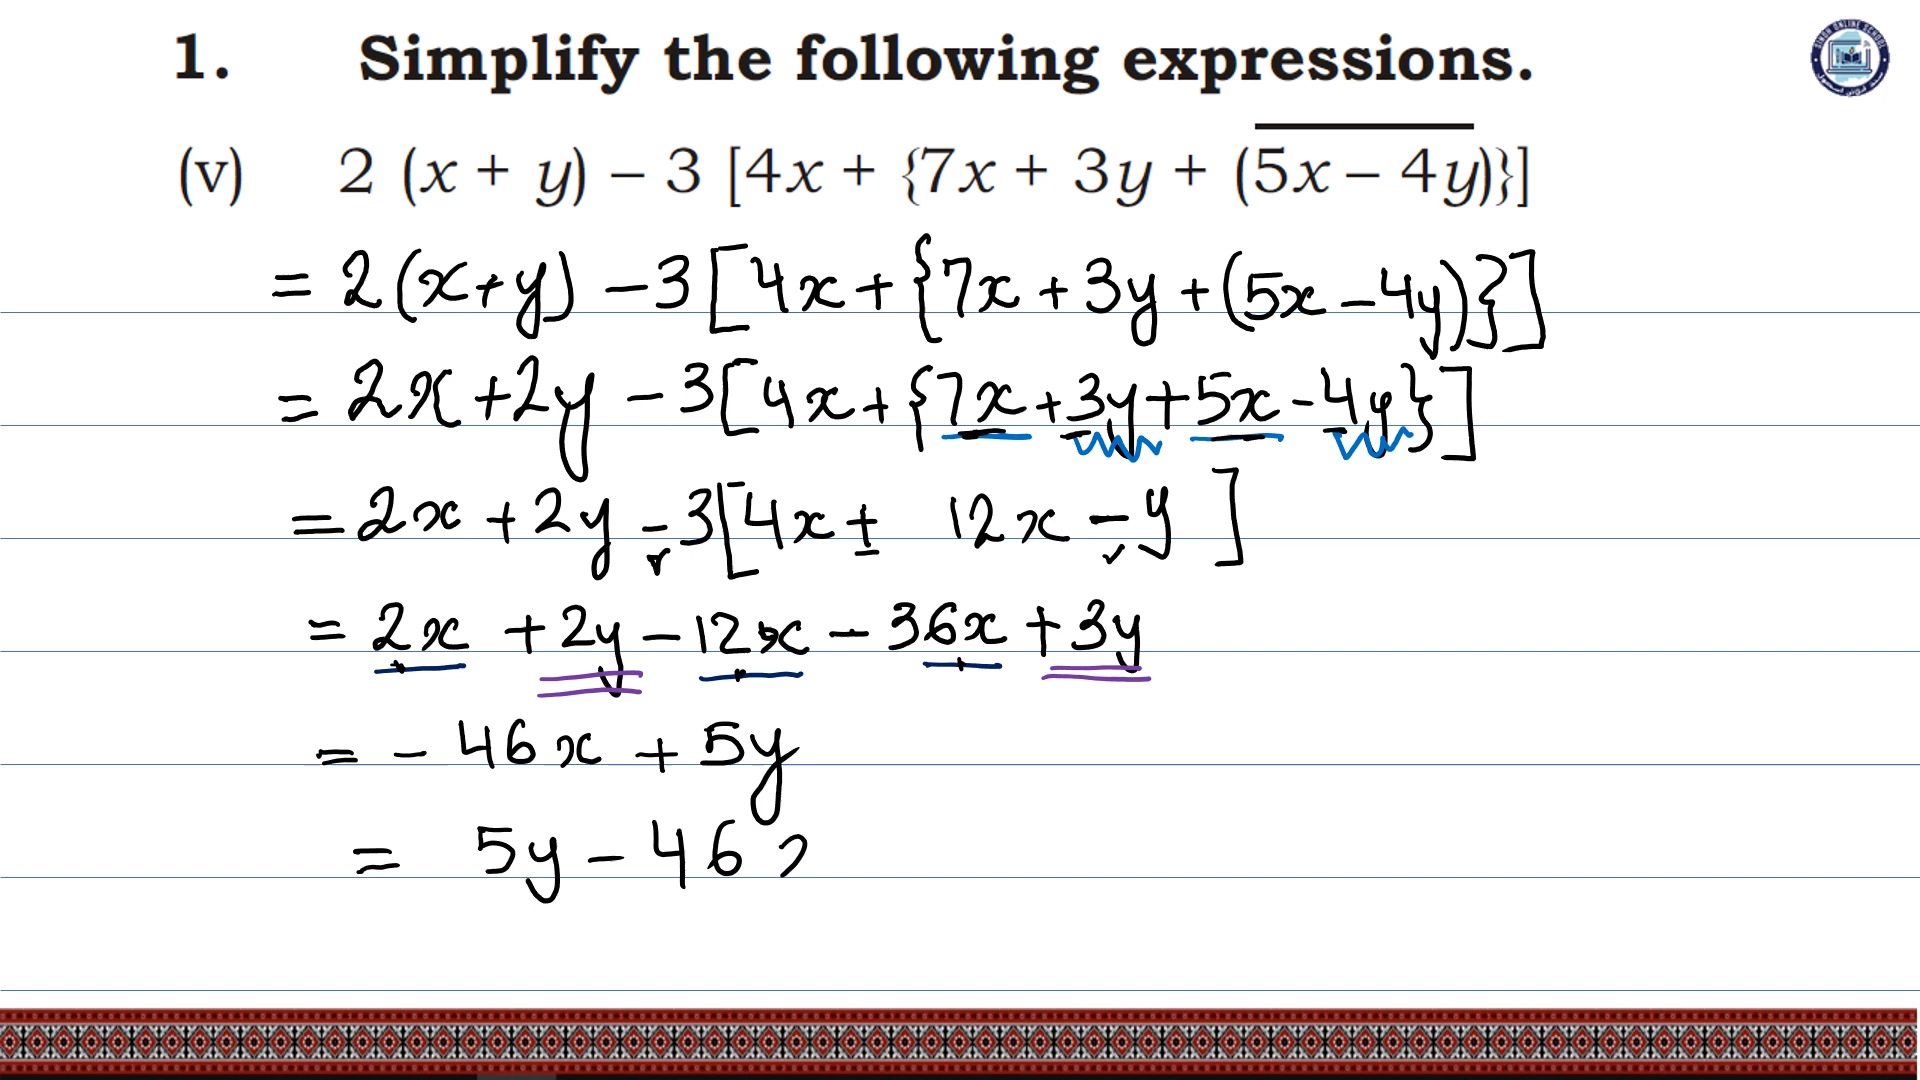 1. Simplify the following expressions.
(v) 2 (x + y) – 3 [4x + {7x + 3y + (5x – 4y)}]
= 2(x+y) -3[4x+{7x+3y+(5x-4y)}]
= 2x+2y -3[4x+{7x+3y+5x-4y}]
= 2x+2y-3[4x+ 12x-y ]
= 2x +2y -12x -36x +3y
= - 46x + 5y
= 5y - 46